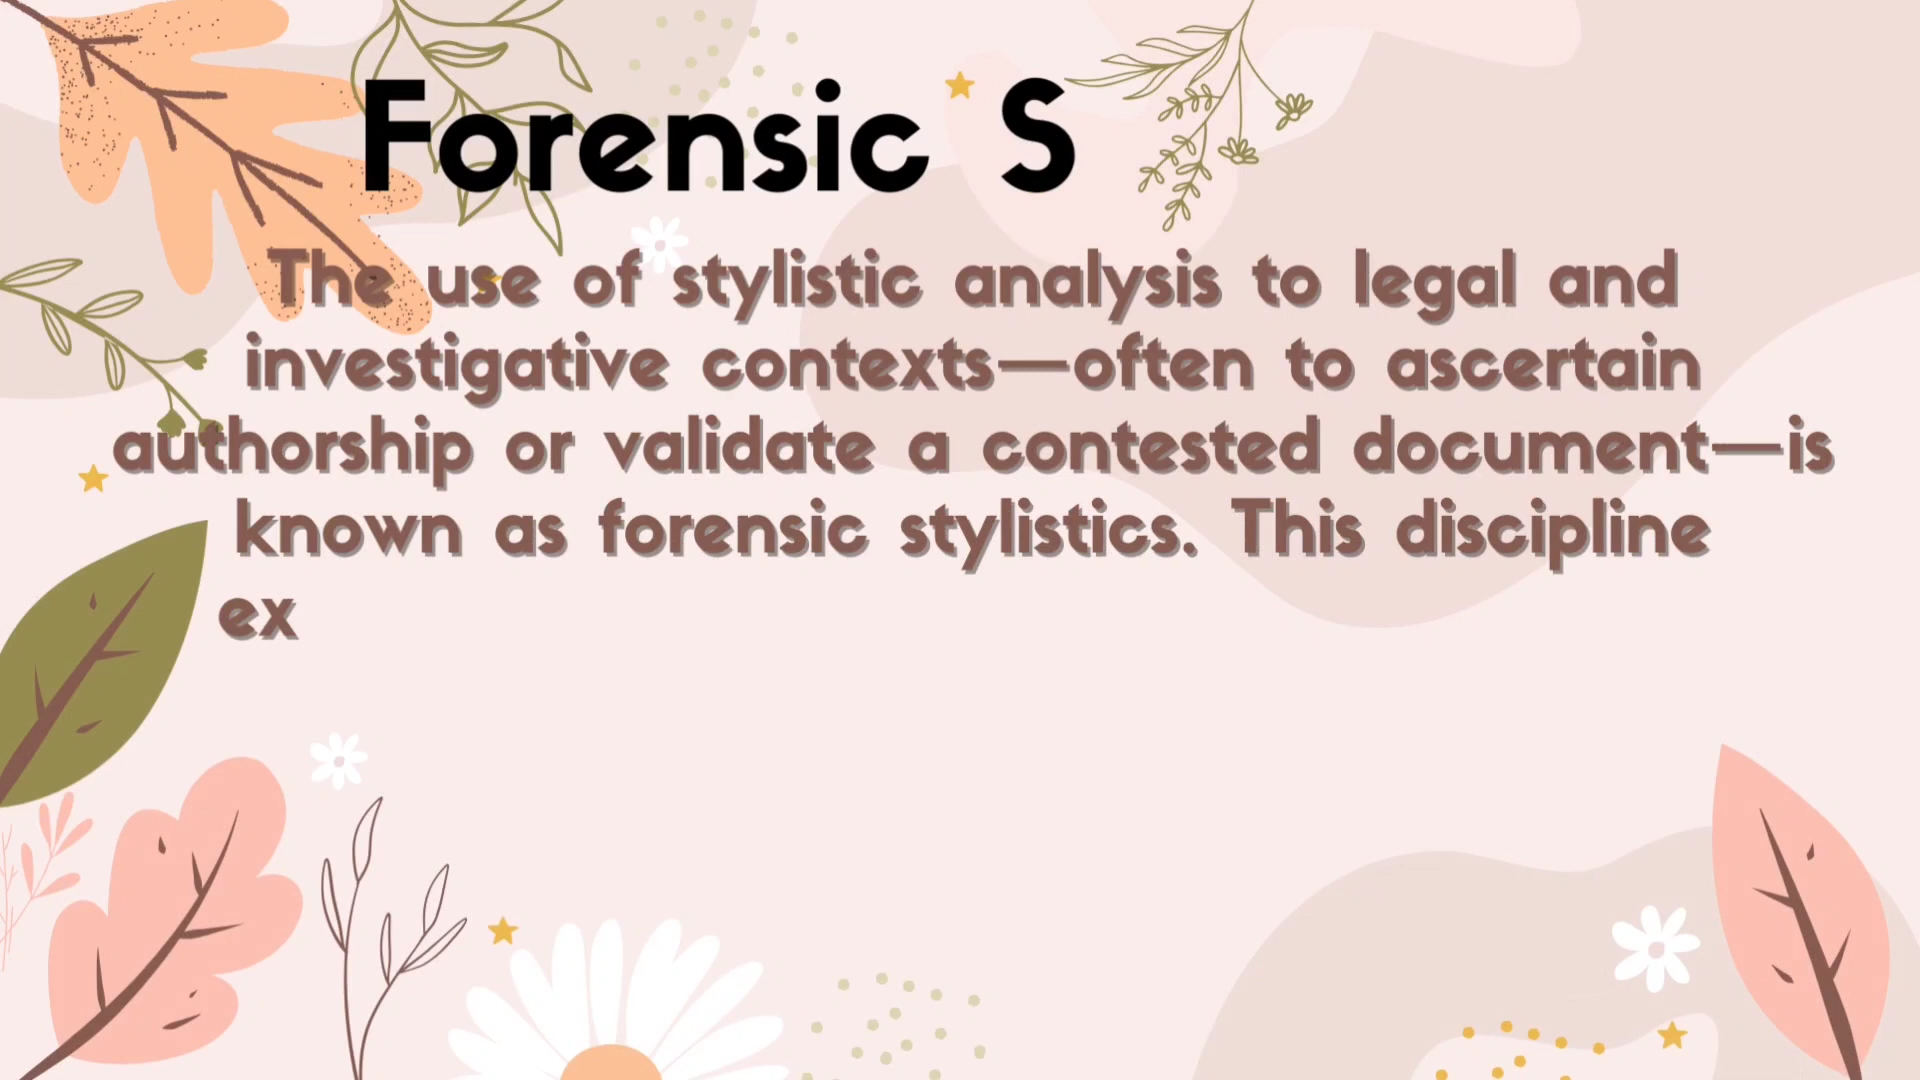 Forensic S
The use of stylistic analysis to legal and
investigative contexts—often to ascertain
authorship or validate a contested document—is
known as forensic stylistics. This discipline
ex